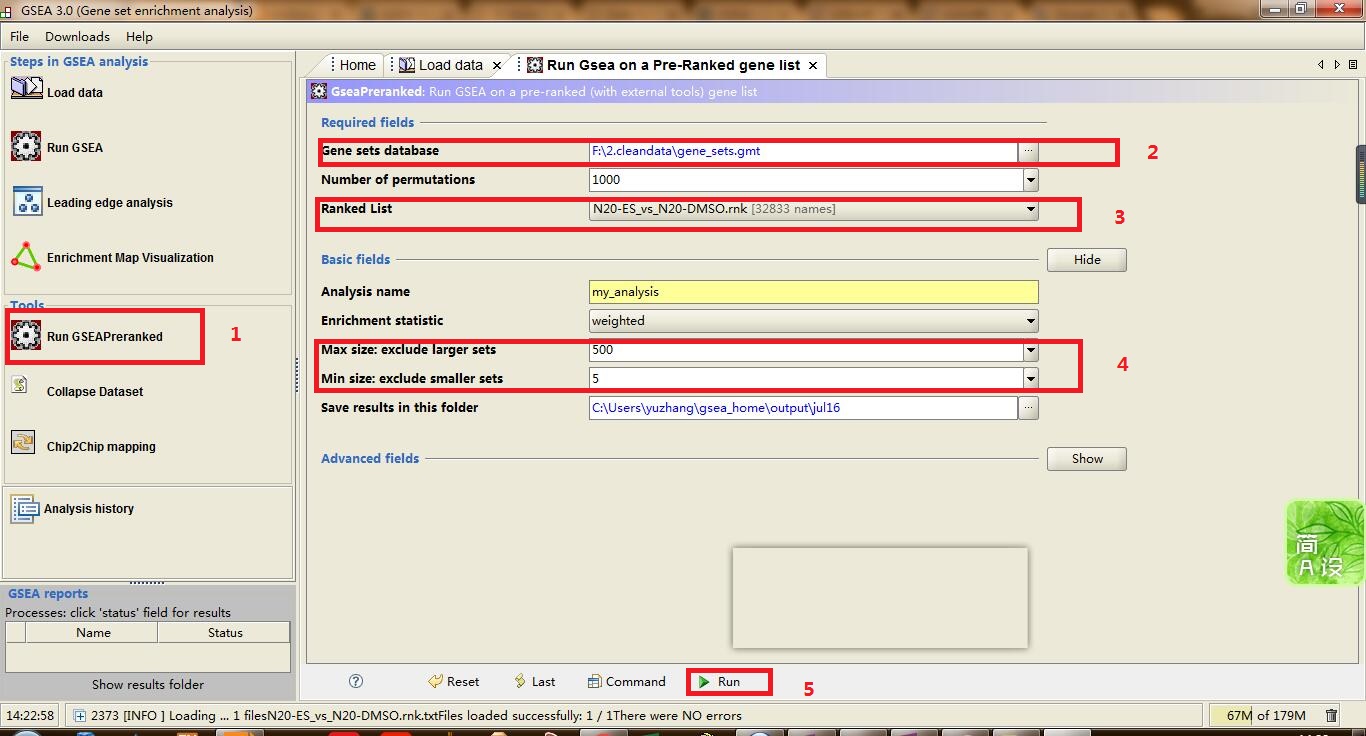 GSEA 3.0 (Gene set enrichment analysis)
File Downloads Help
Steps in GSEA analysis
Load data
Run GSEA
Leading edge analysis
Enrichment Map Visualization
Tools
Run GSEAPreranked
1
Collapse Dataset
Chip2Chip mapping
Analysis history
GSEA reports
Processes: click 'status' field for results
Name Status
Show results folder
Home Load data Run Gsea on a Pre-Ranked gene list
GseaPreranked: Run GSEA on a pre-ranked (with external tools) gene list
Required fields
Gene sets database F:\2.cleandata\gene_sets.gmt ... 2
Number of permutations 1000
Ranked List N20-ES_vs_N20-DMSO.rnk [32833 names] 3
Basic fields Hide
Analysis name my_analysis
Enrichment statistic weighted
Max size: exclude larger sets 500
4
Min size: exclude smaller sets 5
Save results in this folder C:\Users\yuzhang\gsea_home\output\jul16 ...
Advanced fields Show
简
A 设
? Reset Last Command Run 5
14:22:58 2373 [INFO ] Loading ... 1 filesN20-ES_vs_N20-DMSO.rnk.txtFiles loaded successfully: 1 / 1There were NO errors 67M of 179M